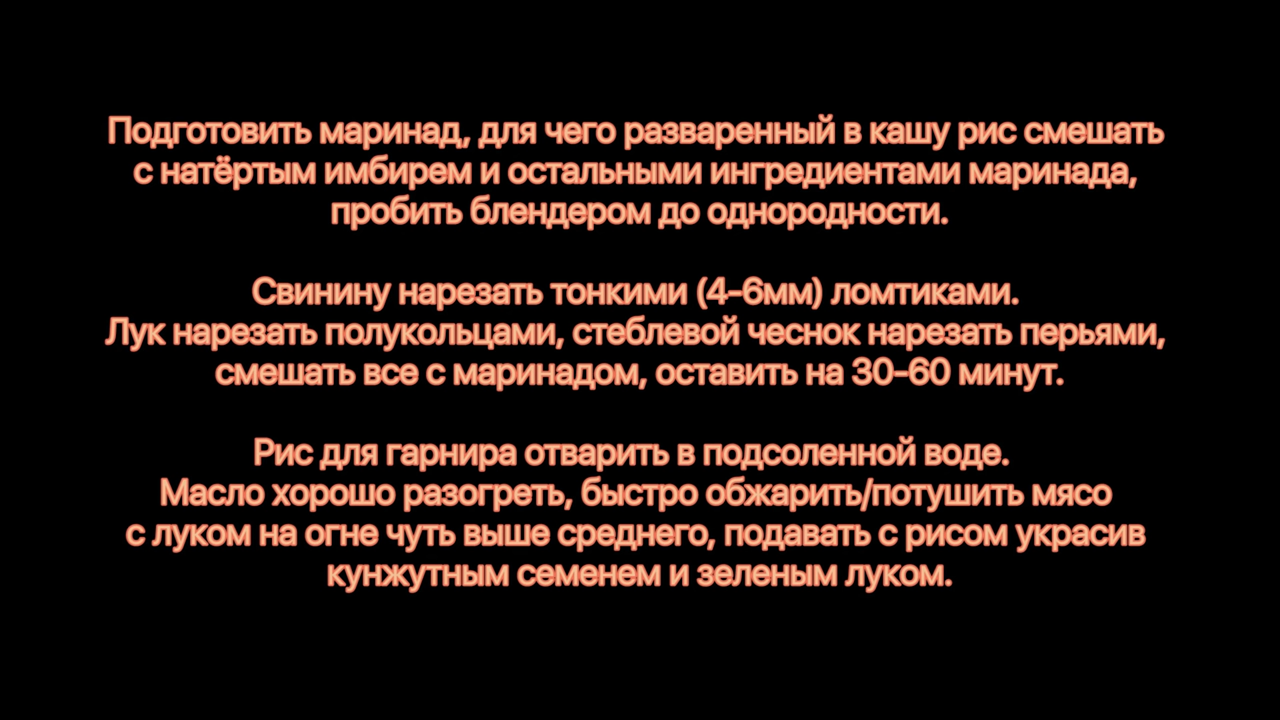 Подготовить маринад, для чего разваренный в кашу рис смешать
с натёртым имбирем и остальными ингредиентами маринада,
пробить блендером до однородности.
Свинину нарезать тонкими (4-6мм) ломтиками.
Лук нарезать полукольцами, стеблевой чеснок нарезать перьями,
смешать все с маринадом, оставить на 30-60 минут.
Рис для гарнира отварить в подсоленной воде.
Масло хорошо разогреть, быстро обжарить/потушить мясо
с луком на огне чуть выше среднего, подавать с рисом украсив
кунжутным семенем и зеленым луком.